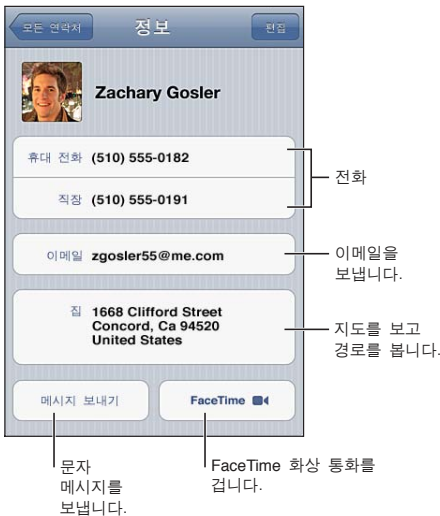 모든 연락처
정보
편집
Zachary Gosler
휴대 전화 (510) 555-0182
직장 (510) 555-0191
전화
이메일 zgosler55@me.com
이메일을
보냅니다.
집 1668 Clifford Street
Concord, Ca 94520
United States
지도를 보고
경로를 봅니다.
메시지 보내기
FaceTime
문자
메시지를
보냅니다.
FaceTime 화상 통화를
겁니다.